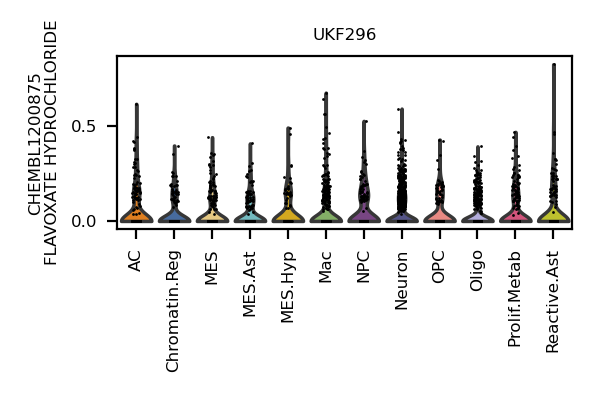 UKF296
CHEMBL1200875
FLAVOXATE HYDROCHLORIDE
0.5
0.0
AC
Chromatin.Reg
MES
MES.Ast
MES.Hyp
Mac
NPC
Neuron
OPC
Oligo
Prolif.Metab
Reactive.Ast